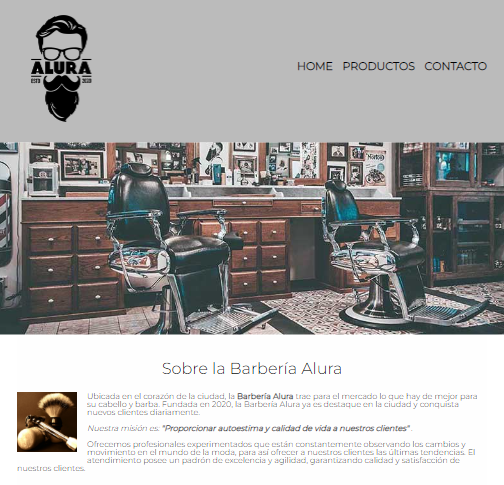 ALURA
ESTD 2020
HOME PRODUCTOS CONTACTO
Sobre la Barbería Alura
Ubicada en el corazón de la ciudad, la Barbería Alura trae para el mercado lo que hay de mejor para
su cabello y barba. Fundada en 2020, la Barbería Alura ya es destaque en la ciudad y conquista
nuevos clientes diariamente.
Nuestra misión es: "Proporcionar autoestima y calidad de vida a nuestros clientes".
Ofrecemos profesionales experimentados que están constantemente observando los cambios y
movimiento en el mundo de la moda, para así ofrecer a nuestros clientes las últimas tendencias. El
atendimiento posee un padrón de excelencia y agilidad, garantizando calidad y satisfacción de
nuestros clientes.